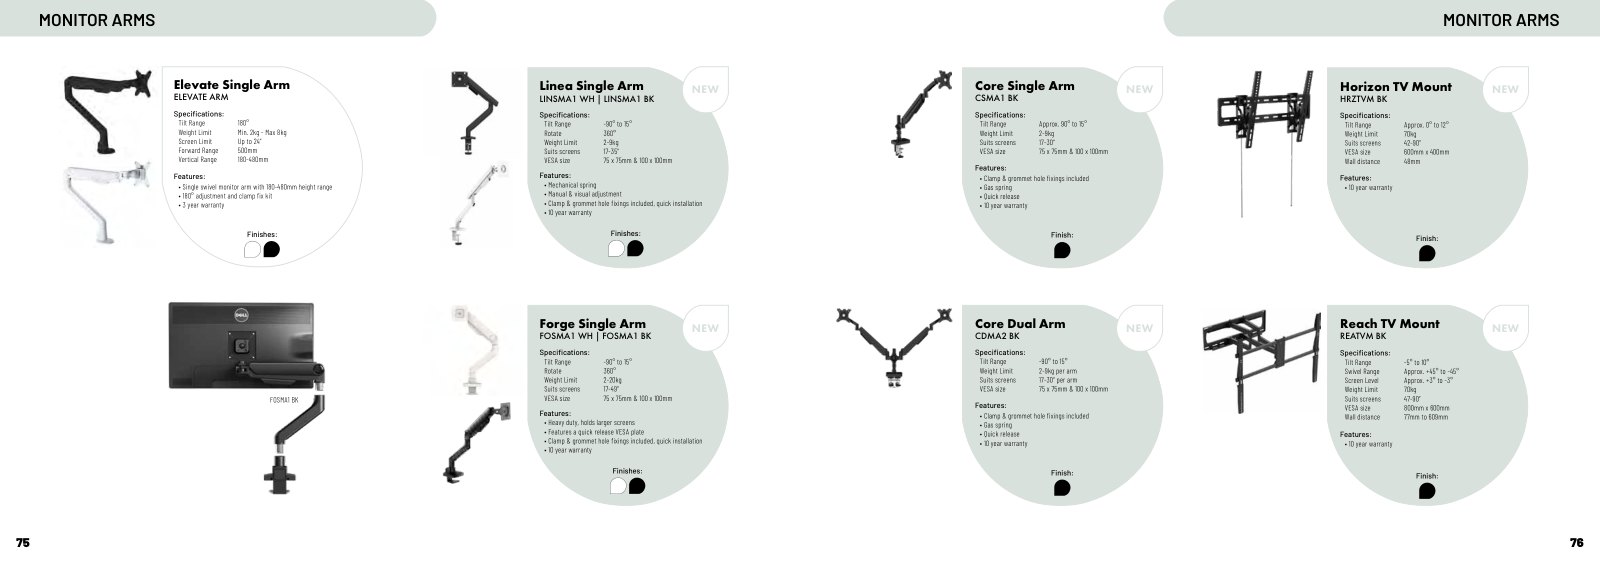 MONITOR ARMS
MONITOR ARMS
Elevate Single Arm
ELEVATE ARM
Specifications:
Tilt Range 180°
Weight Limit Min. 2kg - Max 8kg
Screen Limit Up to 24"
Forward Range 500mm
Vertical Range 180-480mm
Features:
• Single swivel monitor arm with 180-480mm height range
• 180° adjustment and clamp fix kit
• 3 year warranty
Finishes:
Linea Single Arm
LINSMA1 WH | LINSMA1 BK
NEW
Specifications:
Tilt Range -90° to 15°
Rotate 360°
Weight Limit 2-9kg
Suits screens 17-35"
VESA size 75 x 75mm & 100 x 100mm
Features:
• Mechanical spring
• Manual & visual adjustment
• Clamp & grommet hole fixings included, quick installation
• 10 year warranty
Finishes:
Core Single Arm
CSMA1 BK
NEW
Specifications:
Tilt Range Approx. 90° to 15°
Weight Limit 2-9kg
Suits screens 17-30"
VESA size 75 x 75mm & 100 x 100mm
Features:
• Clamp & grommet hole fixings included
• Gas spring
• Quick release
• 10 year warranty
Finish:
Horizon TV Mount
HRZTVM BK
NEW
Specifications:
Tilt Range Approx. 0° to 12°
Weight Limit 70kg
Suits screens 42-90"
VESA size 600mm x 400mm
Wall distance 48mm
Features:
• 10 year warranty
Finish:
DELL
FOSMA1 BK
Forge Single Arm
FOSMA1 WH | FOSMA1 BK
NEW
Specifications:
Tilt Range -90° to 15°
Rotate 360°
Weight Limit 2-20kg
Suits screens 17-49"
VESA size 75 x 75mm & 100 x 100mm
Features:
• Heavy duty, holds larger screens
• Features a quick release VESA plate
• Clamp & grommet hole fixings included, quick installation
• 10 year warranty
Finishes:
Core Dual Arm
CDMA2 BK
NEW
Specifications:
Tilt Range -90° to 15°
Weight Limit 2-9kg per arm
Suits screens 17-30" per arm
VESA size 75 x 75mm & 100 x 100mm
Features:
• Clamp & grommet hole fixings included
• Gas spring
• Quick release
• 10 year warranty
Finish:
Reach TV Mount
REATVM BK
NEW
Specifications:
Tilt Range -5° to 10°
Swivel Range Approx. +45° to -45°
Screen Level Approx. +3° to -3°
Weight Limit 70kg
Suits screens 47-90"
VESA size 800mm x 600mm
Wall distance 77mm to 609mm
Features:
• 10 year warranty
Finish:
75
76